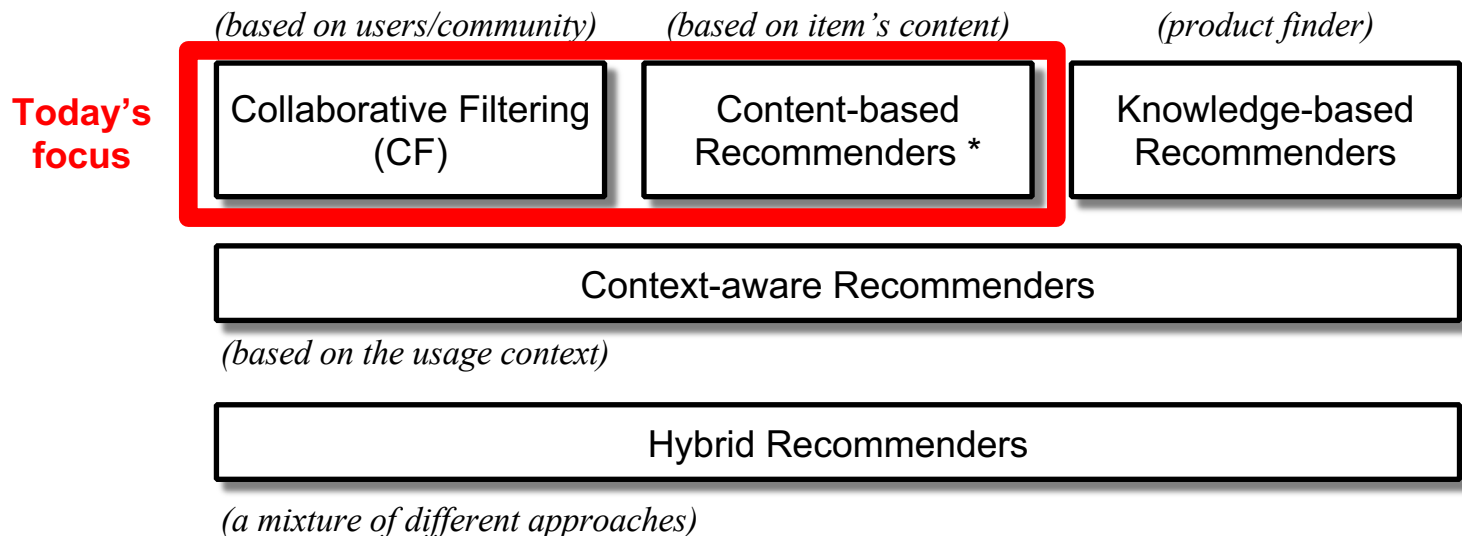 (based on users/community)
(based on item’s content)
(product finder)
Today’s
focus
Collaborative Filtering
(CF)
Content-based
Recommenders *
Knowledge-based
Recommenders
Context-aware Recommenders
(based on the usage context)
Hybrid Recommenders
(a mixture of different approaches)